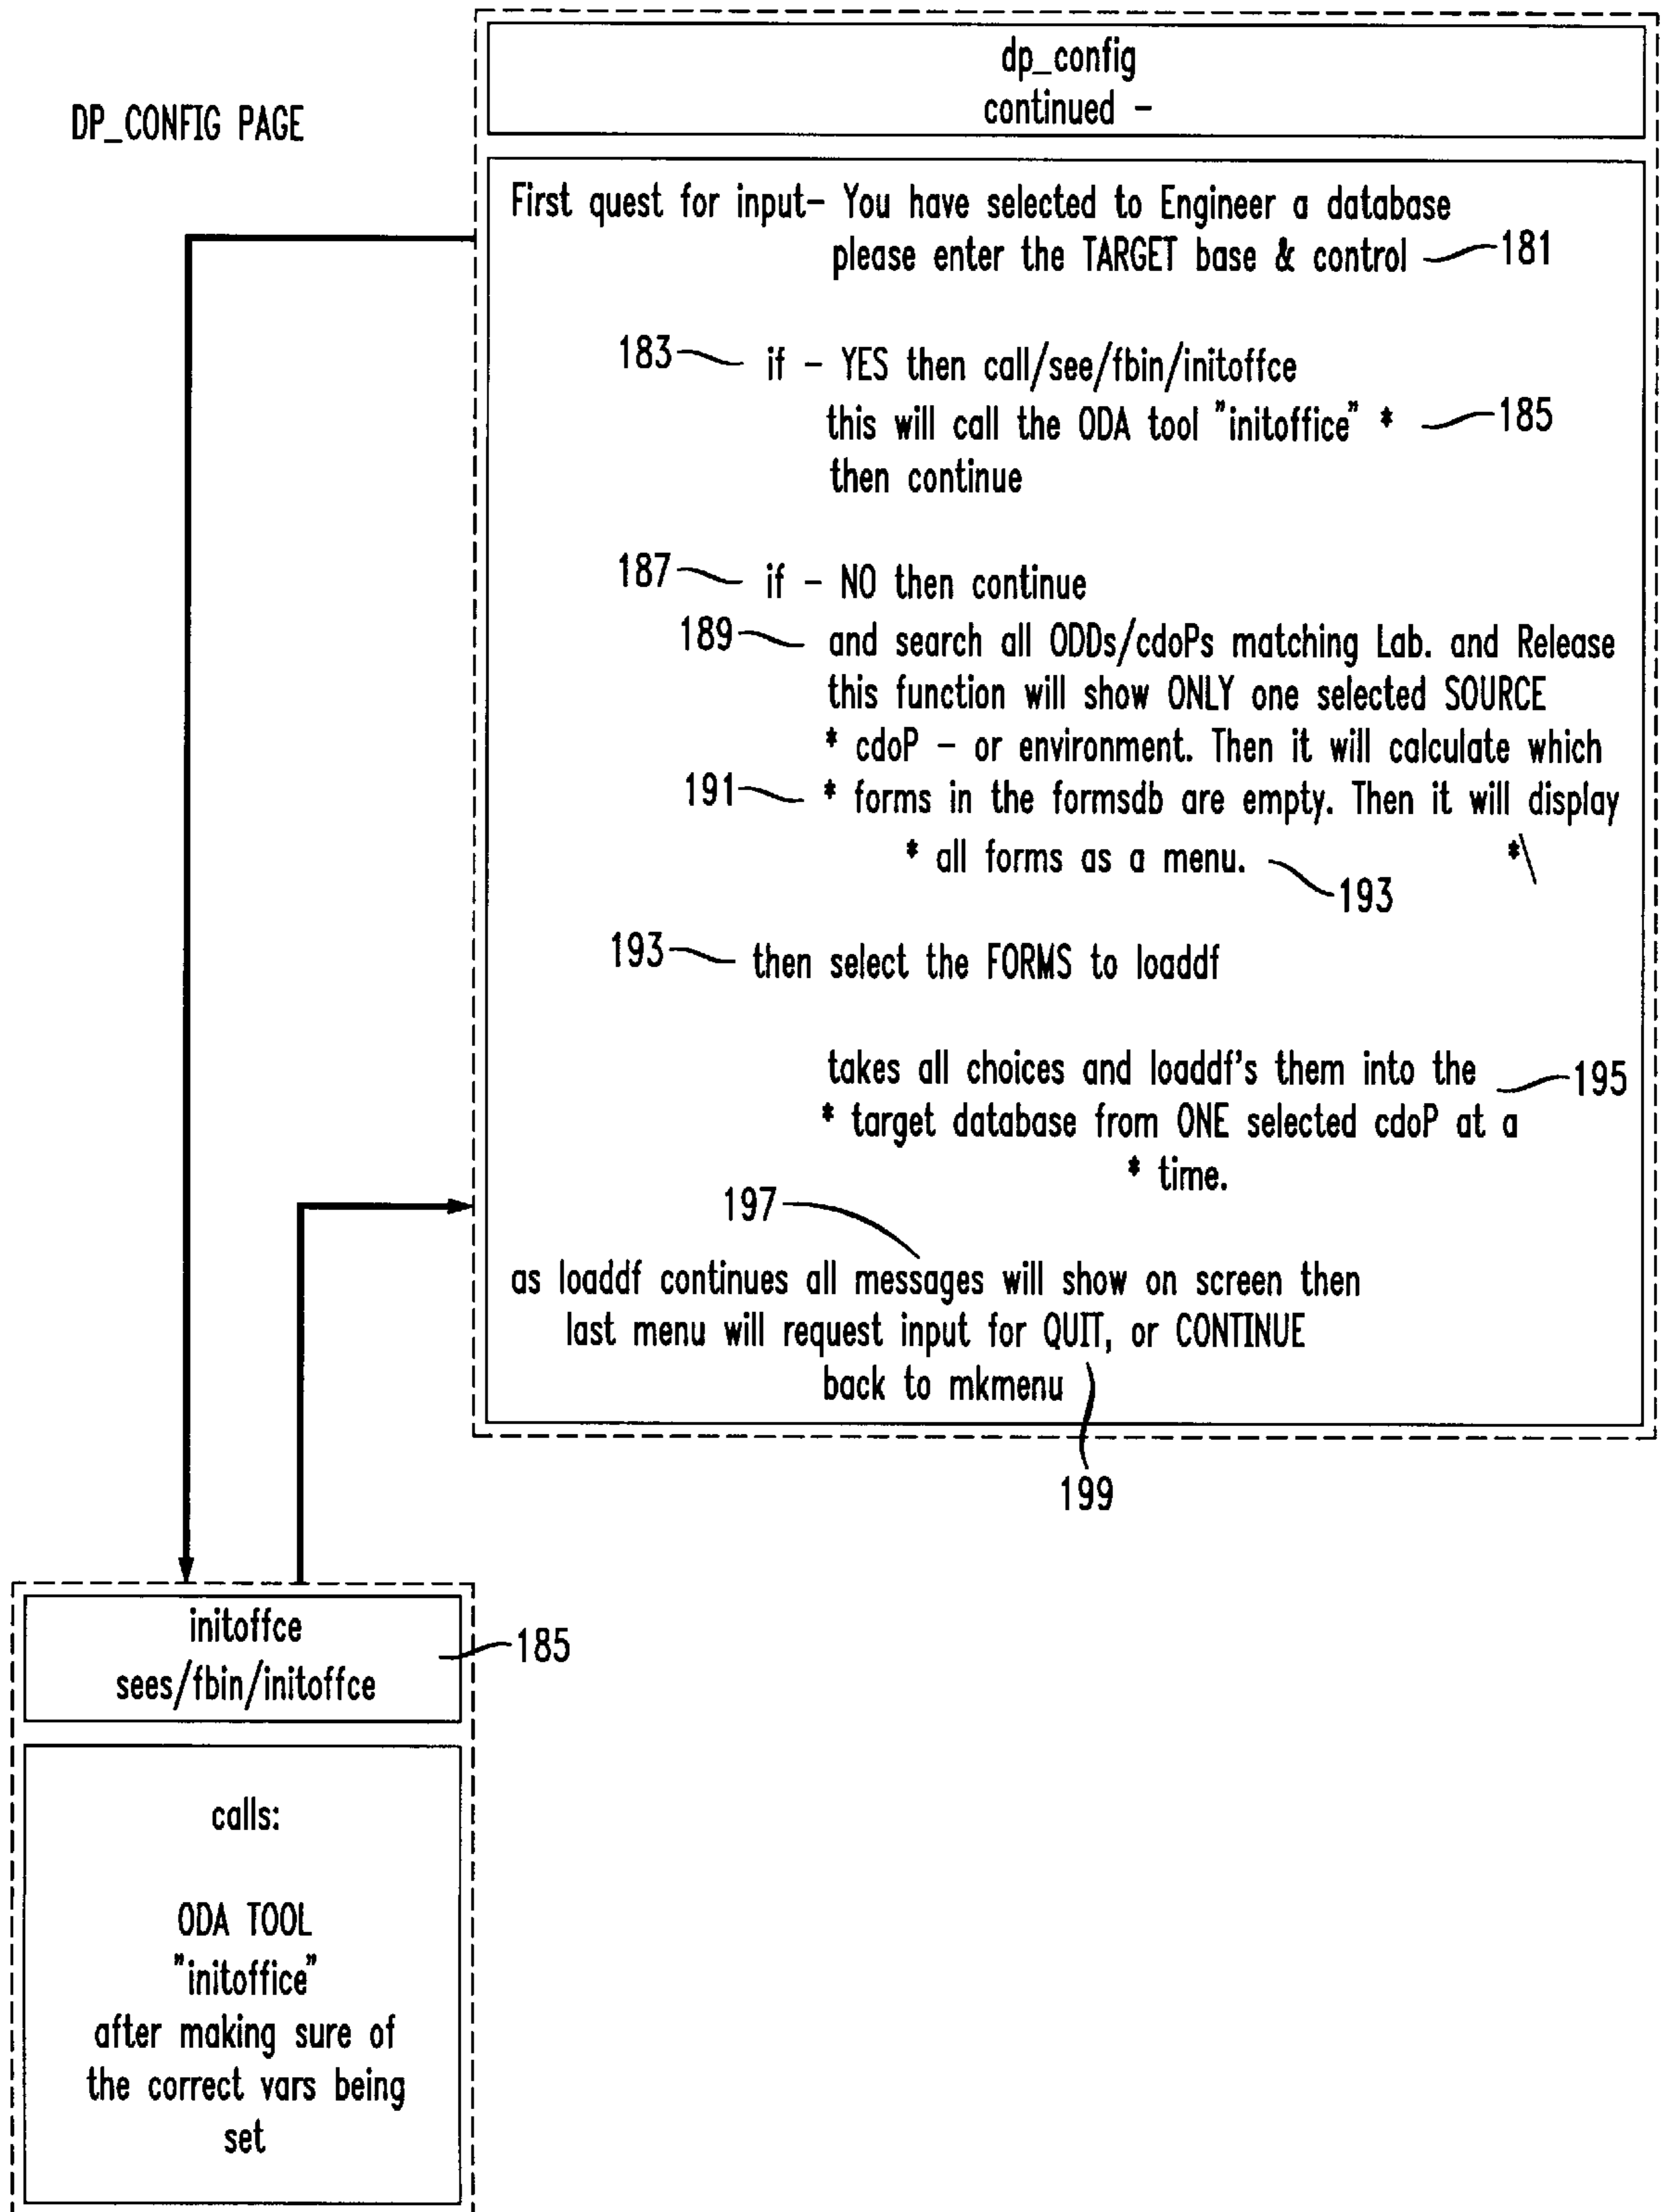 DP_CONFIG PAGE
dp_config
continued -
First quest for input- You have selected to Engineer a database
please enter the TARGET base & control 181
183 if - YES then call/see/fbin/initoffce
this will call the ODA tool "initoffice" * 185
then continue
187 if - NO then continue
189 and search all ODDs/cdoPs matching Lab. and Release
this function will show ONLY one selected SOURCE
* cdoP - or environment. Then it will calculate which
191 * forms in the formsdb are empty. Then it will display
* all forms as a menu. *\
193
193 then select the FORMS to loaddf
takes all choices and loaddf's them into the 195
* target database from ONE selected cdoP at a
* time.
197
as loaddf continues all messages will show on screen then
last menu will request input for QUIT, or CONTINUE
back to mkmenu
199
initoffce
sees/fbin/initoffce
185
calls:
ODA TOOL
"initoffice"
after making sure of
the correct vars being
set